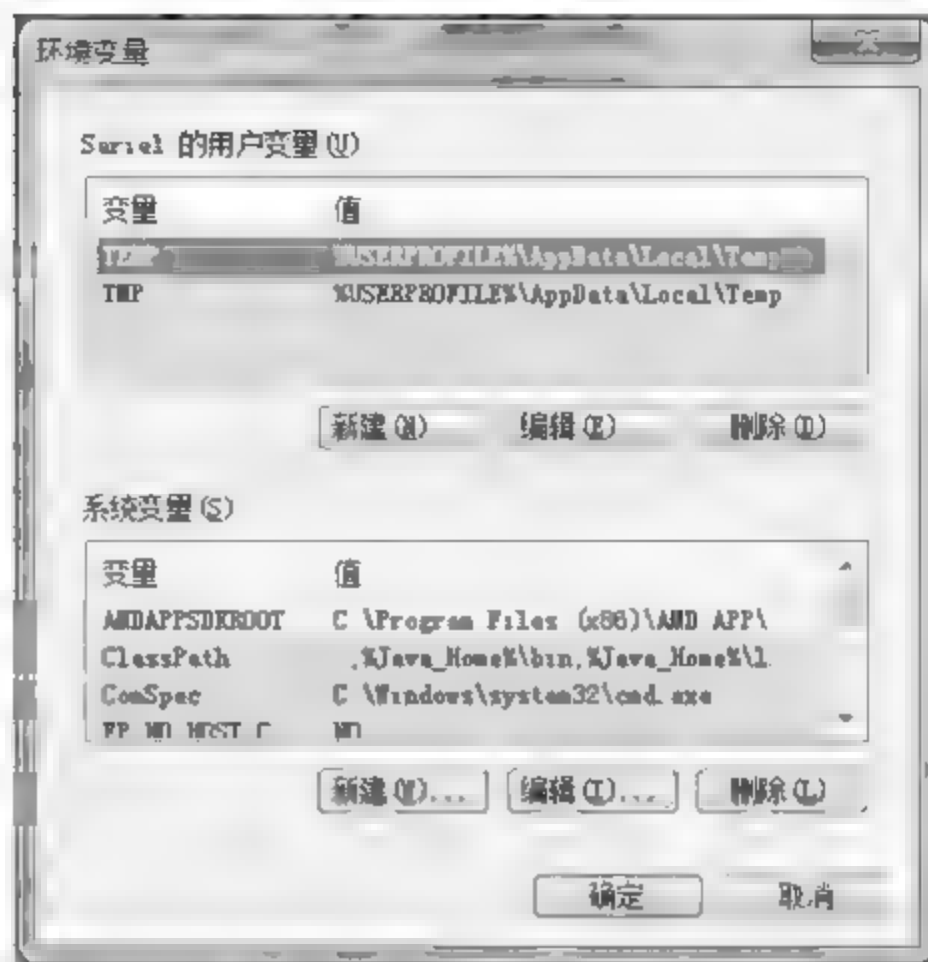 环境变量
Sariel 的用户变量(U)
变量 值
TEMP %USERPROFILE%\AppData\Local\Temp
TMP %USERPROFILE%\AppData\Local\Temp
新建(N) 编辑(E) 删除(D)
系统变量(S)
变量 值
AMDAPPSDKROOT C \Program Files (x86)\AMD APP\
ClassPath .,%Java_Home%\bin,%Java_Home%\l
ComSpec C \Windows\system32\cmd.exe
FP_NO_HOST_C NO
新建(W)... 编辑(I)... 删除(L)
确定 取消